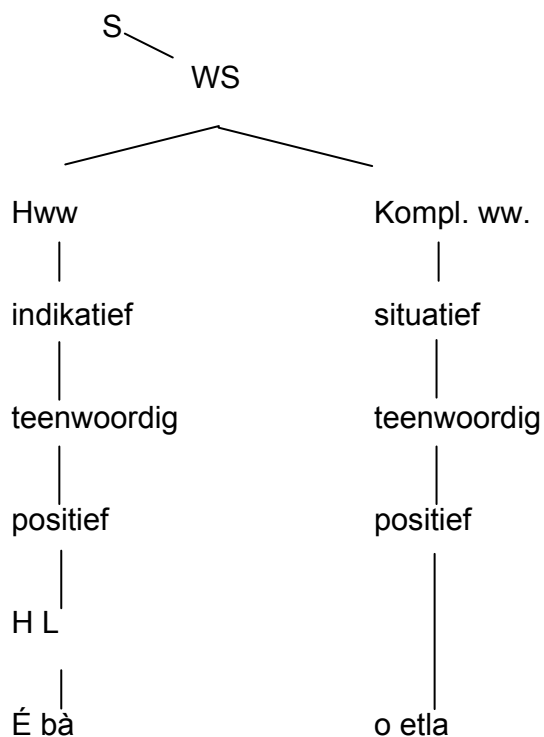 S
WS
Hww Kompl. ww.
indikatief situatief
teenwoordig teenwoordig
positief positief
H L
É bà o etla